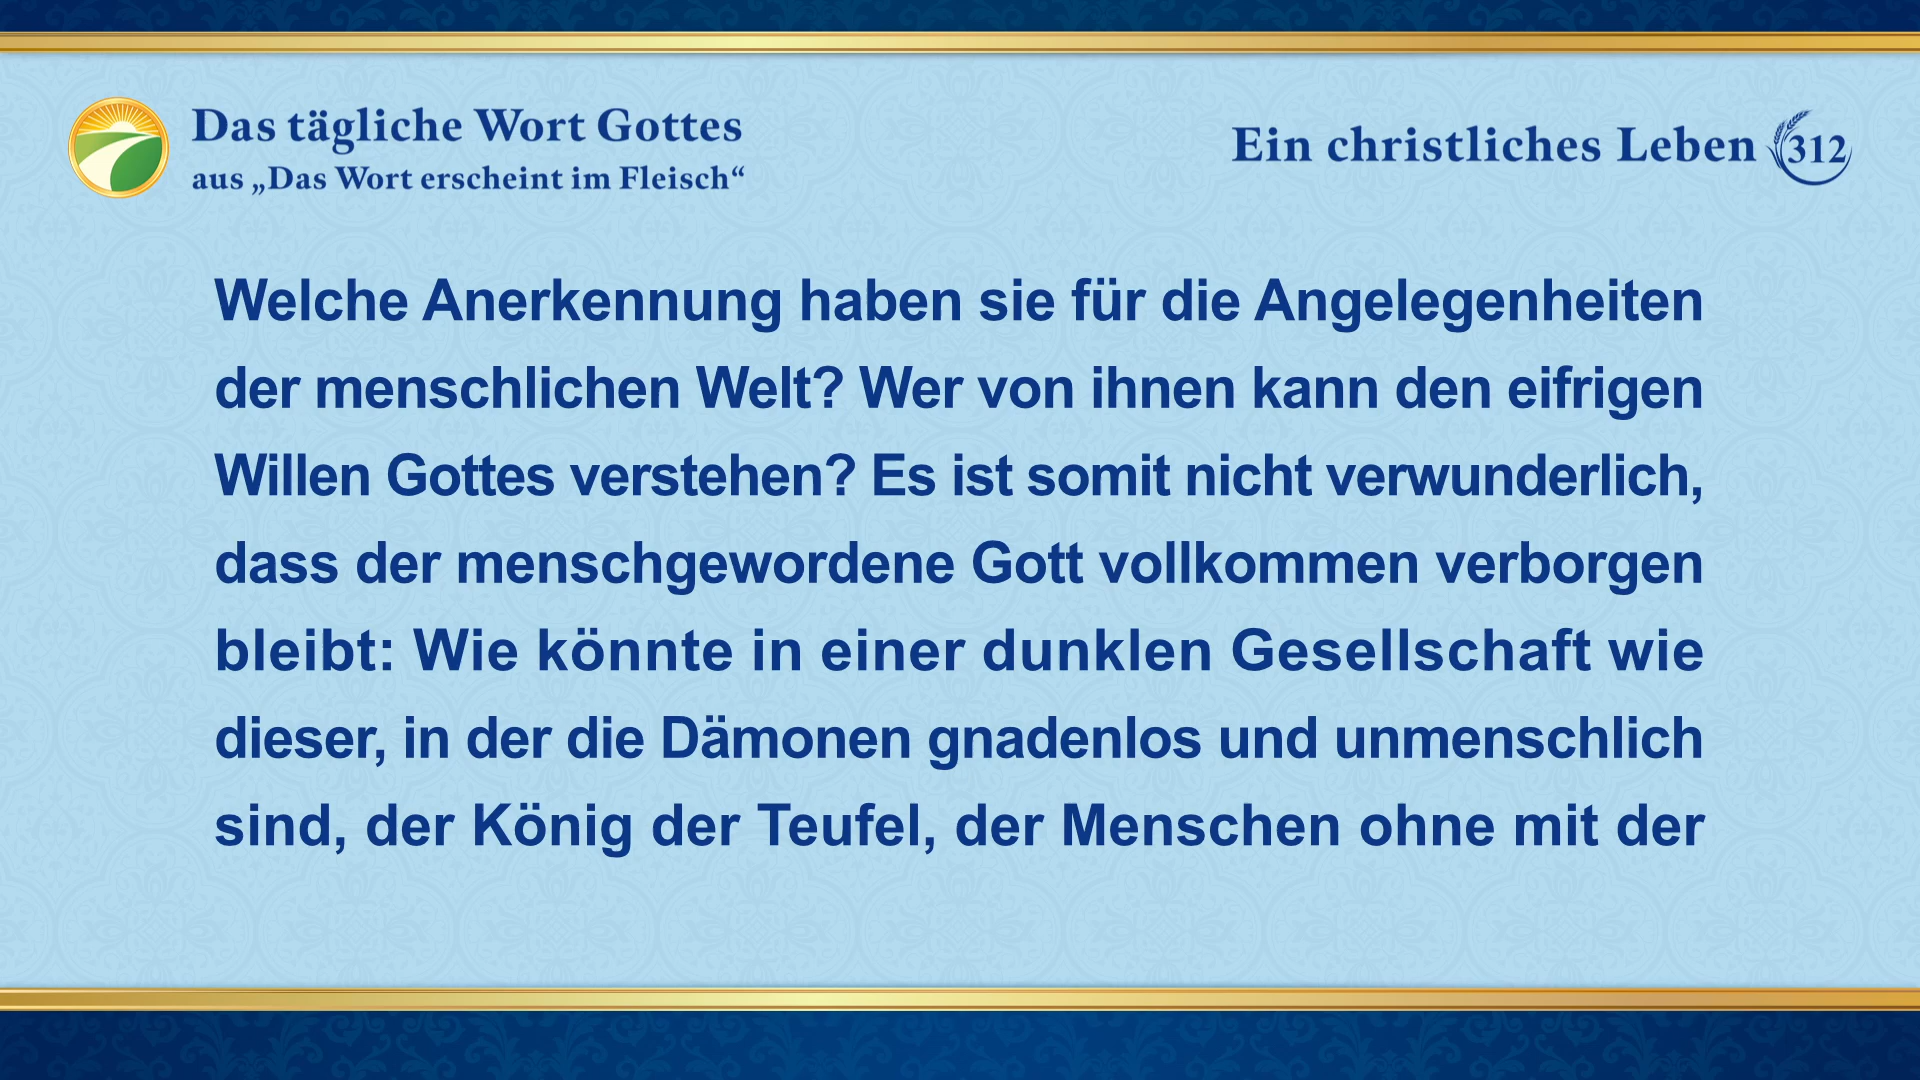 Das tägliche Wort Gottes
aus „Das Wort erscheint im Fleisch“
Ein christliches Leben 312
Welche Anerkennung haben sie für die Angelegenheiten
der menschlichen Welt? Wer von ihnen kann den eifrigen
Willen Gottes verstehen? Es ist somit nicht verwunderlich,
dass der menschgewordene Gott vollkommen verborgen
bleibt: Wie könnte in einer dunklen Gesellschaft wie
dieser, in der die Dämonen gnadenlos und unmenschlich
sind, der König der Teufel, der Menschen ohne mit der